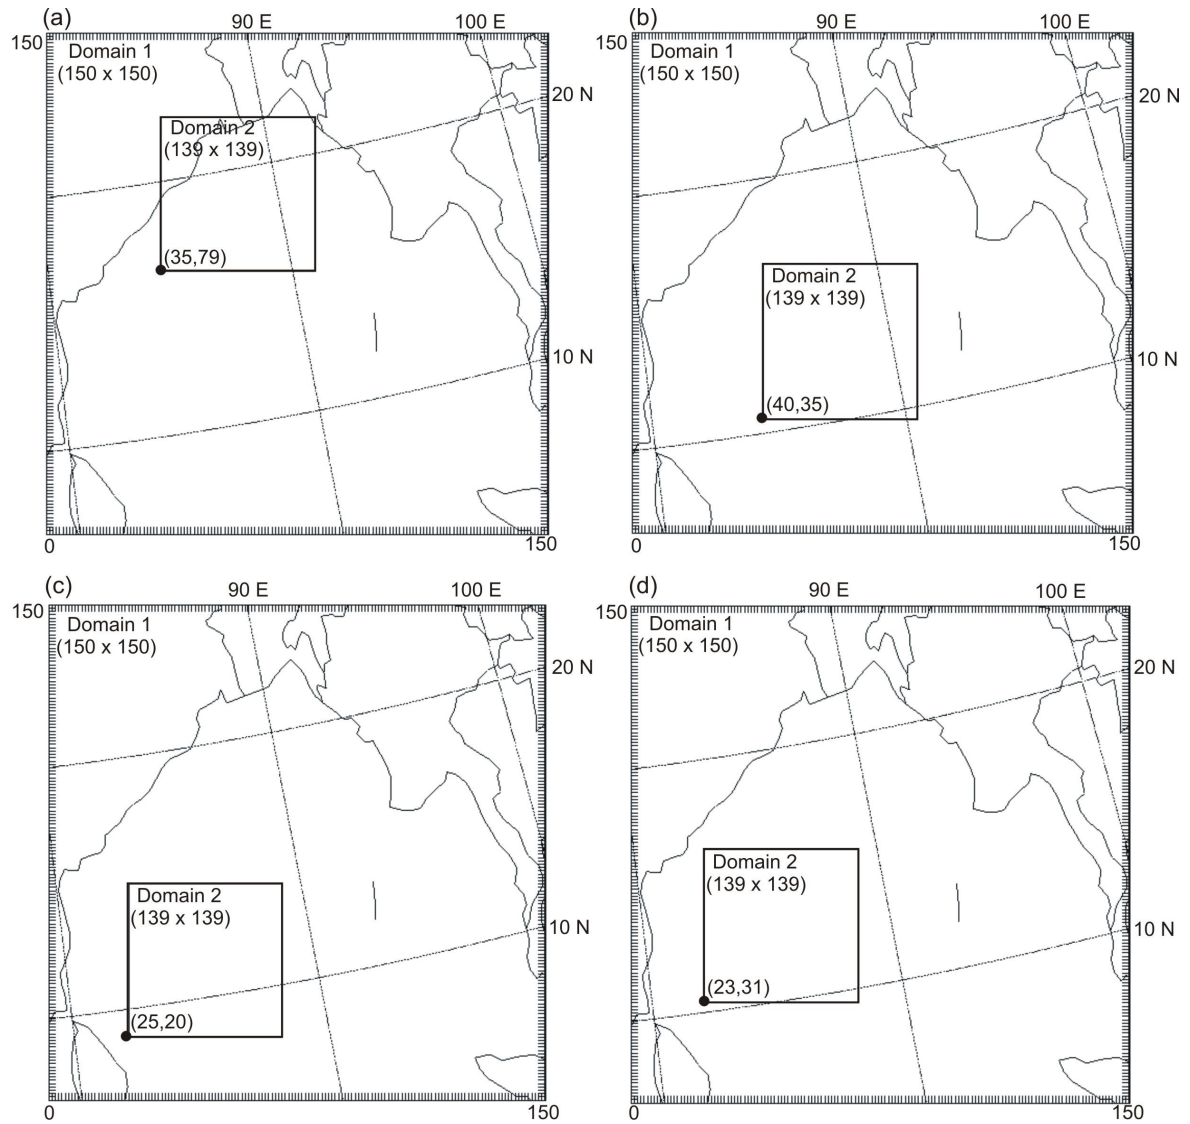 (a)
90 E
100 E
150
Domain 1
(150 x 150)
20 N
Domain 2
(139 x 139)
(35,79)
10 N
0
150
(b)
90 E
100 E
150
Domain 1
(150 x 150)
20 N
Domain 2
(139 x 139)
(40,35)
10 N
0
150
(c)
90 E
100 E
150
Domain 1
(150 x 150)
20 N
Domain 2
(139 x 139)
(25,20)
10 N
0
150
(d)
90 E
100 E
150
Domain 1
(150 x 150)
20 N
Domain 2
(139 x 139)
(23,31)
10 N
0
150